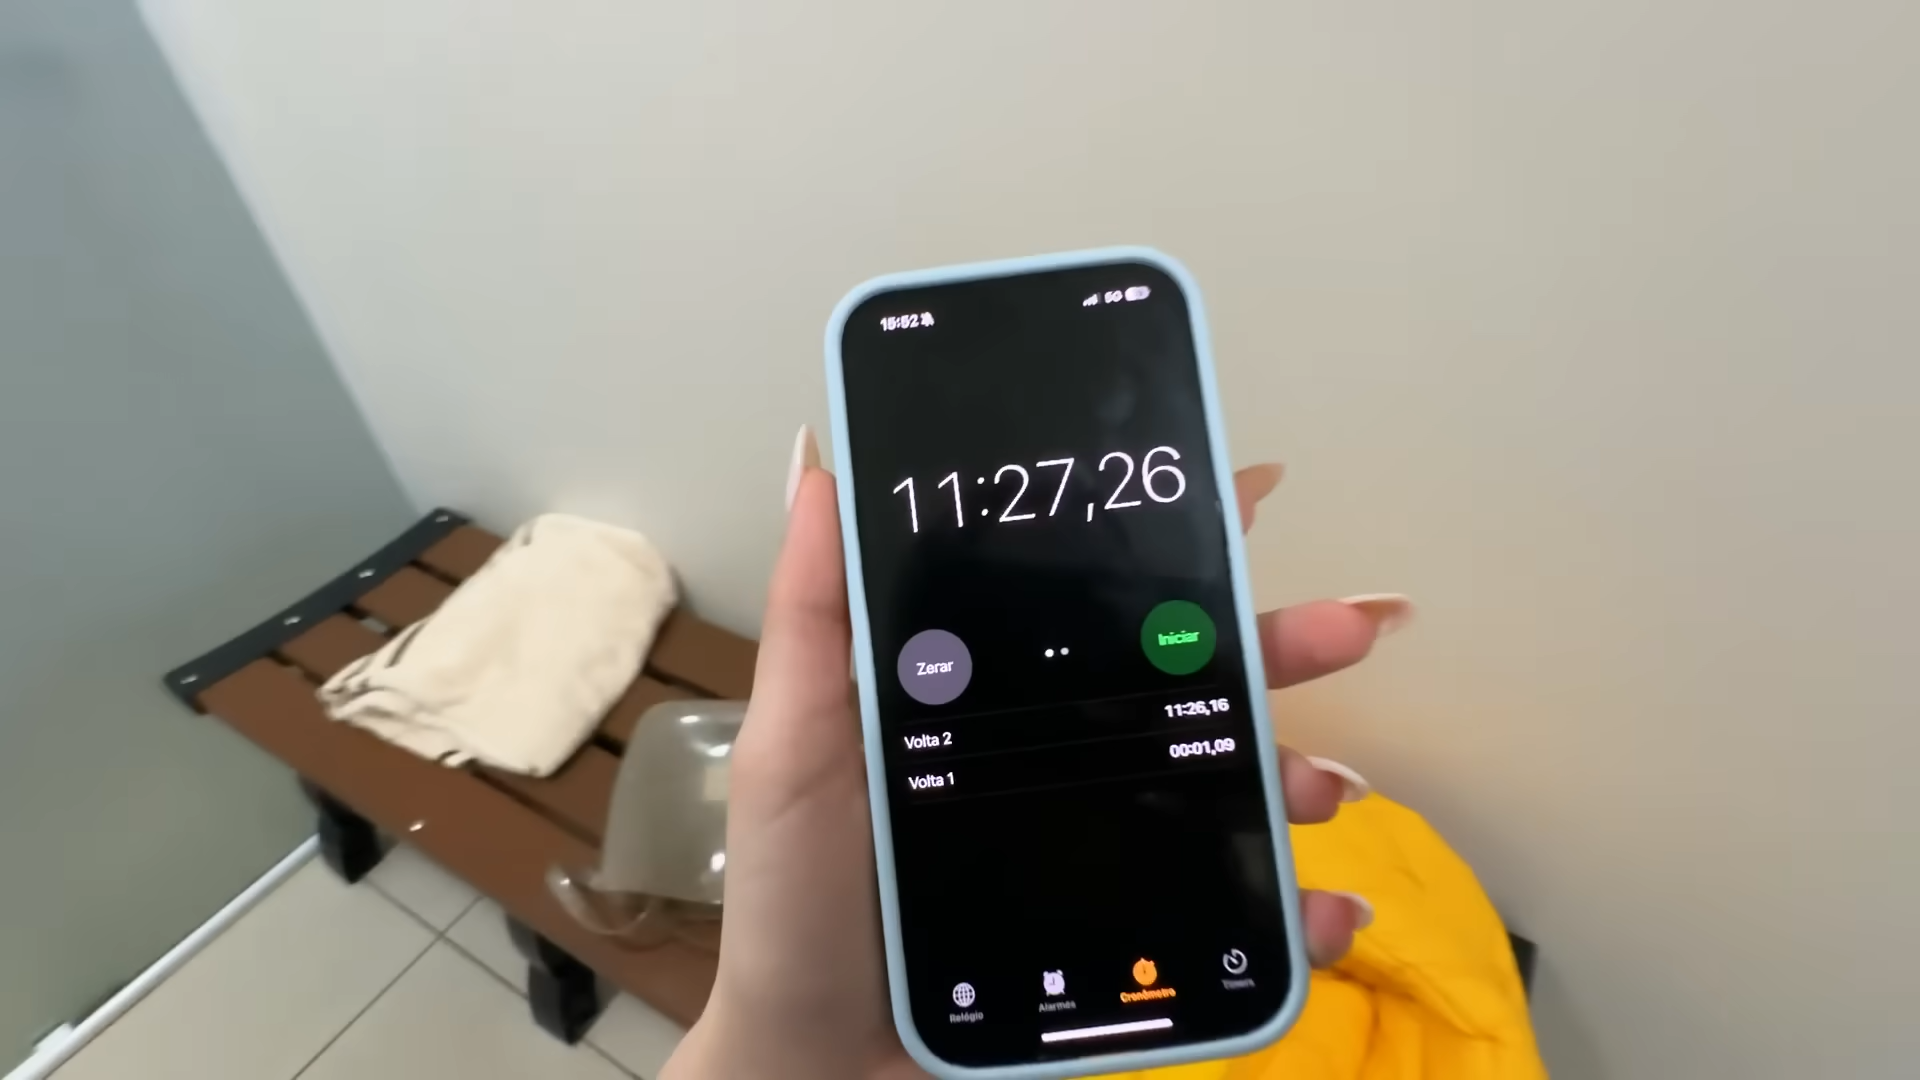 15:52
5G
11:27,26
Zerar
Iniciar
Volta 2 11:26,16
Volta 1 00:01,09
Relógio Alarmes Cronômetro Timers